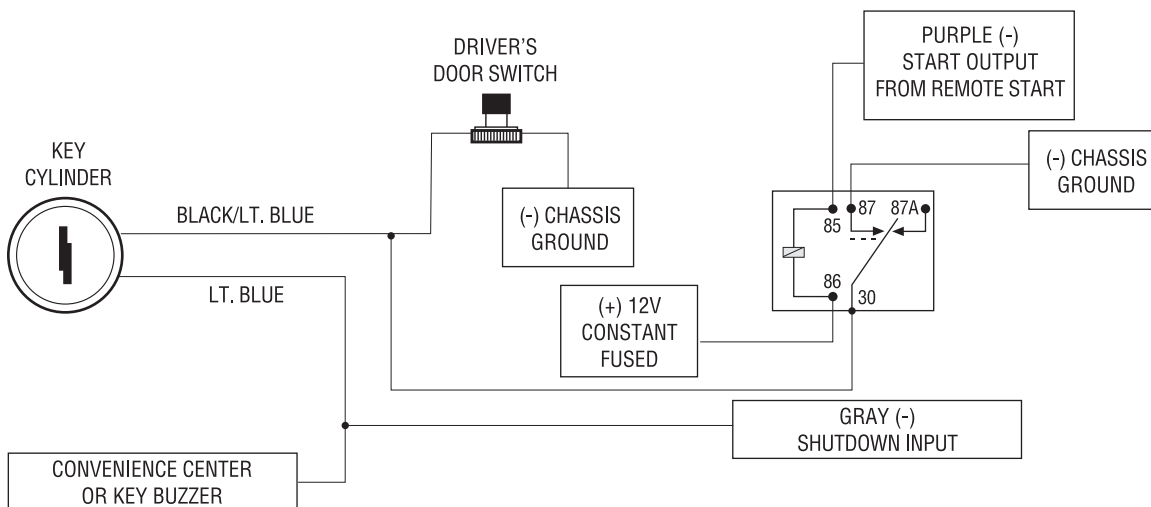 DRIVER'S
DOOR SWITCH
PURPLE (-)
START OUTPUT
FROM REMOTE START
KEY
CYLINDER
(-) CHASSIS
GROUND
BLACK/LT. BLUE
(-) CHASSIS
GROUND
85
87
87A
LT. BLUE
86
30
(+) 12V
CONSTANT
FUSED
GRAY (-)
SHUTDOWN INPUT
CONVENIENCE CENTER
OR KEY BUZZER